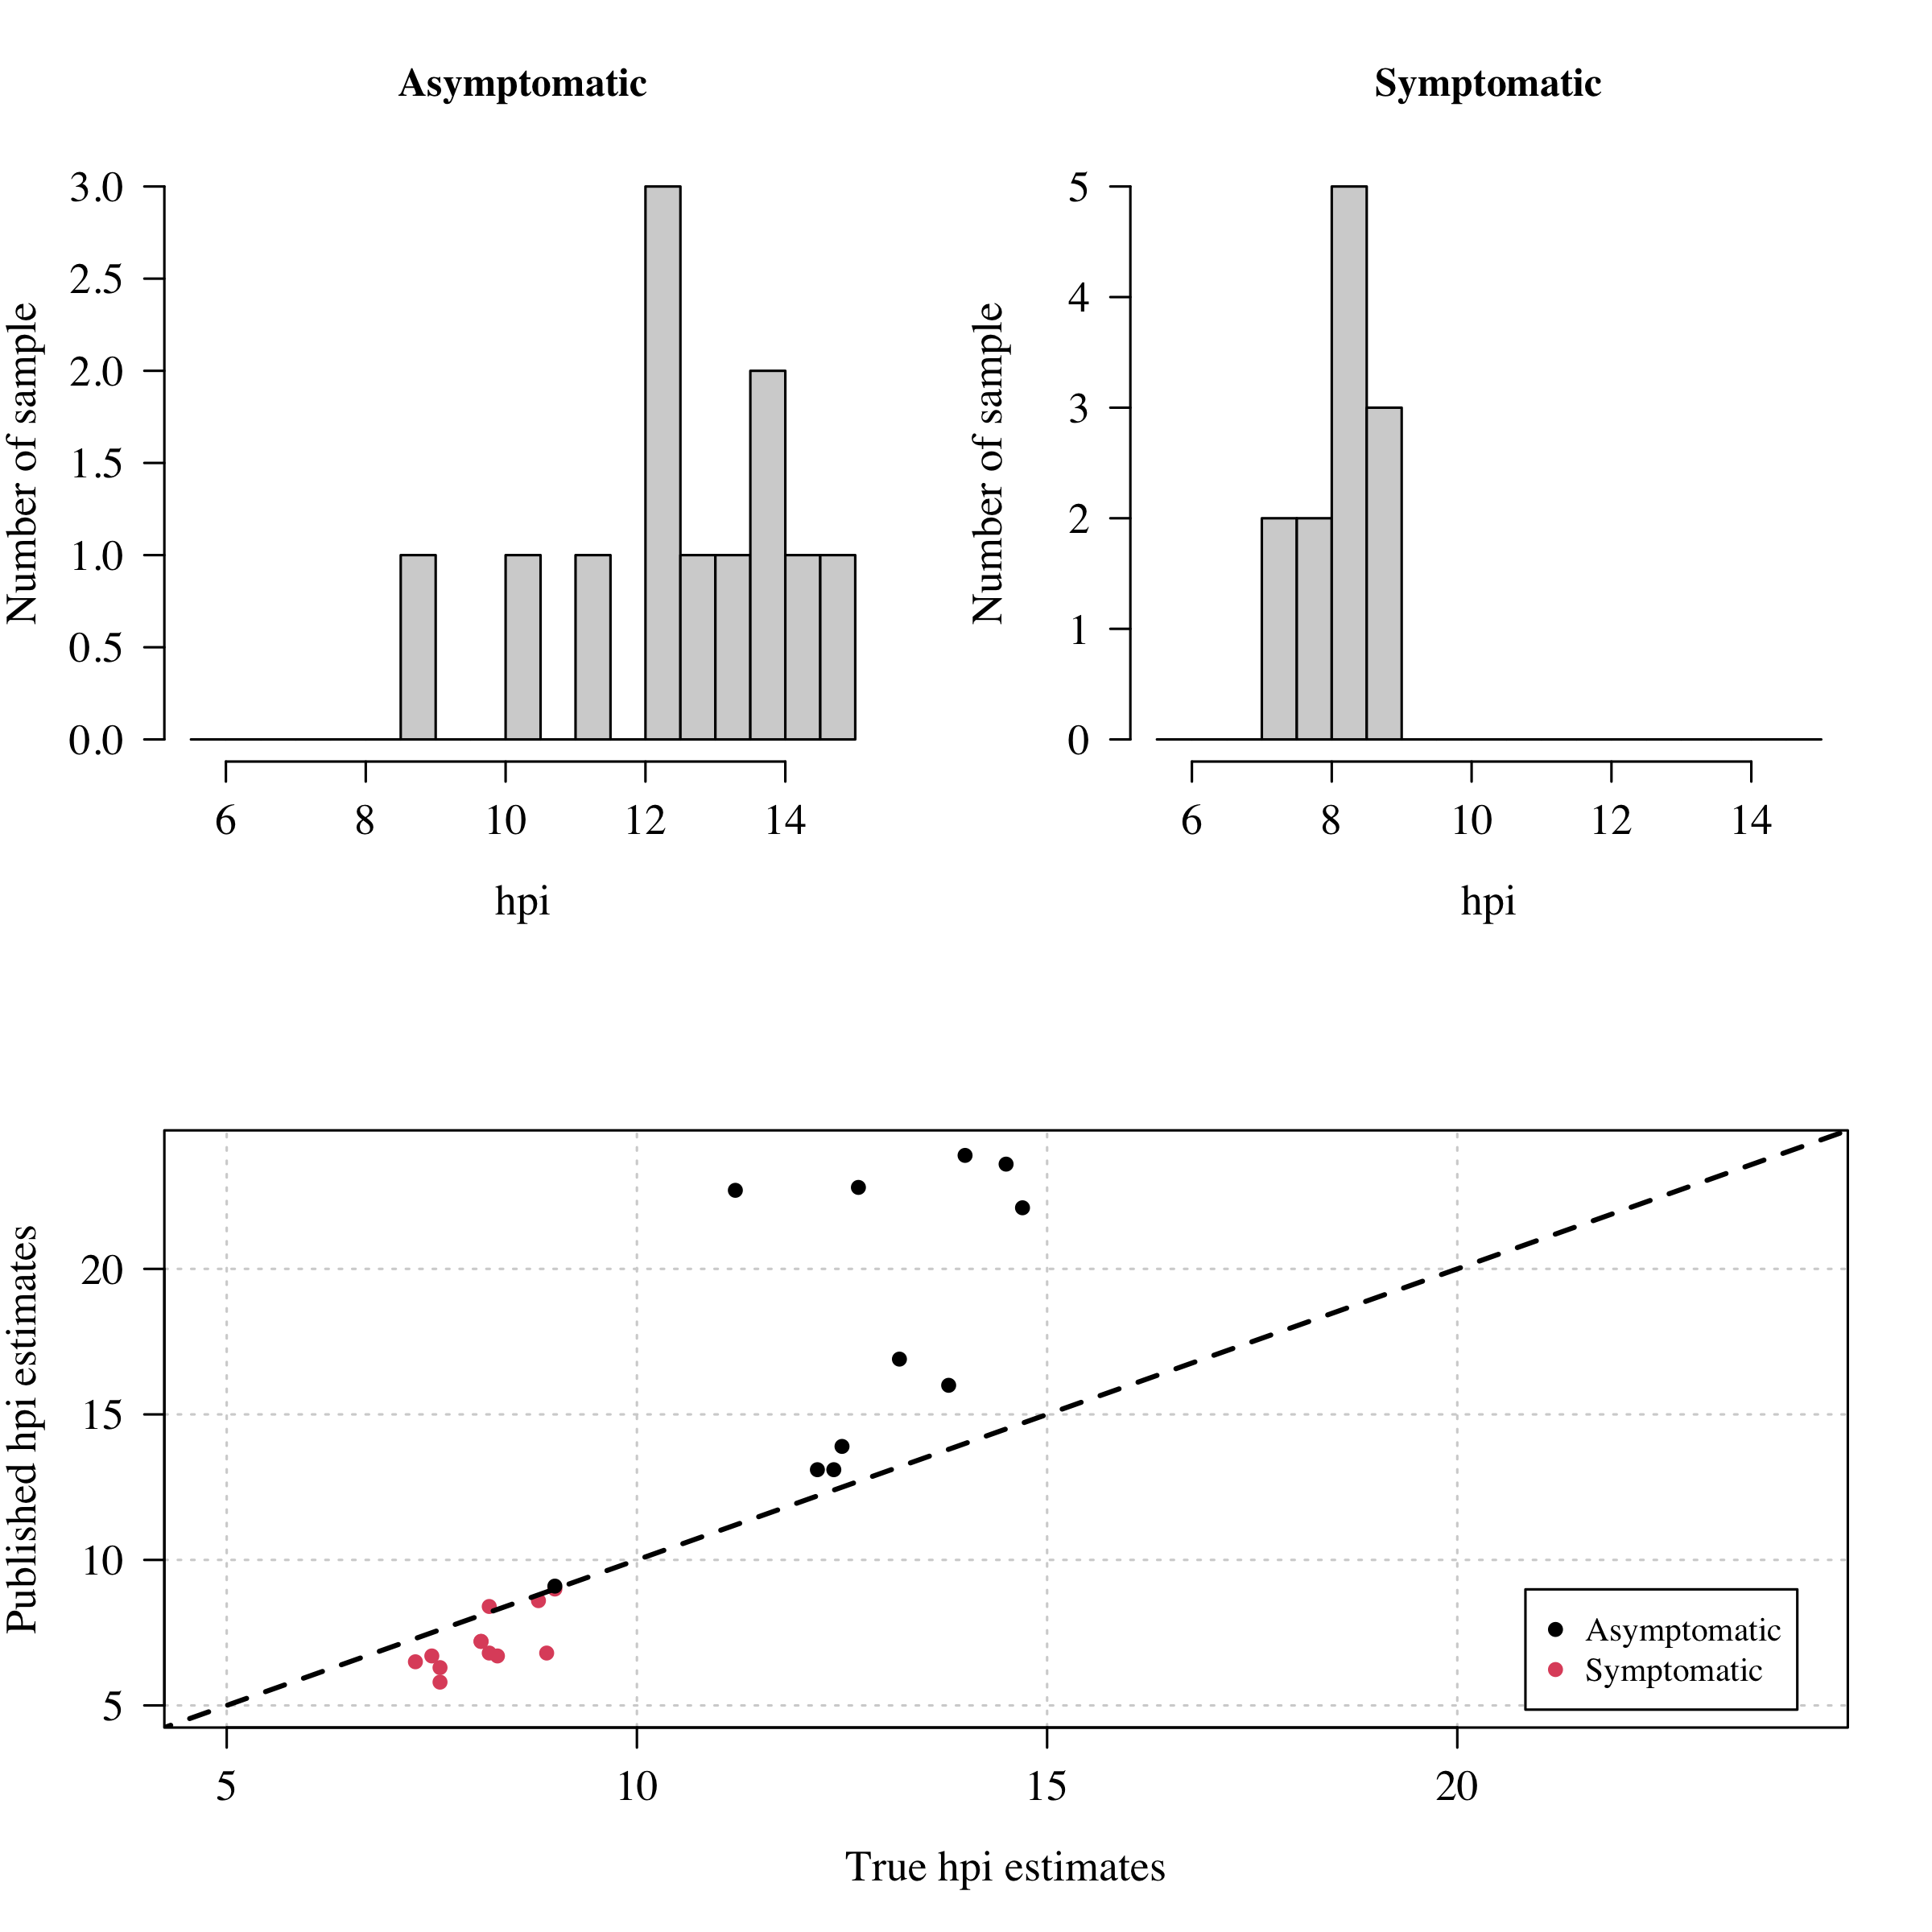 Asymptomatic
Number of sample
3.0
2.5
2.0
1.5
1.0
0.5
0.0
6 8 10 12 14
hpi
Symptomatic
Number of sample
5
4
3
2
1
0
6 8 10 12 14
hpi
Published hpi estimates
20
15
10
5
5 10 15 20
True hpi estimates
Asymptomatic
Symptomatic